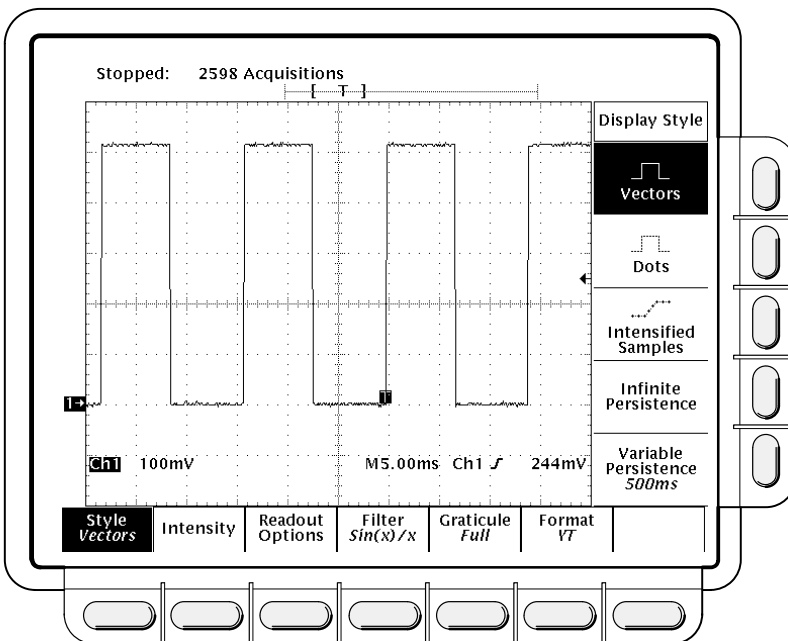 Stopped: 2598 Acquisitions
[ T ]
Display Style
Vectors
Dots
Intensified
Samples
Infinite
Persistence
Variable
Persistence
500ms
1→
T
Ch1 100mV M5.00ms Ch1 ƒ 244mV
Style
Vectors
Intensity
Readout
Options
Filter
Sin(x)/x
Graticule
Full
Format
YT